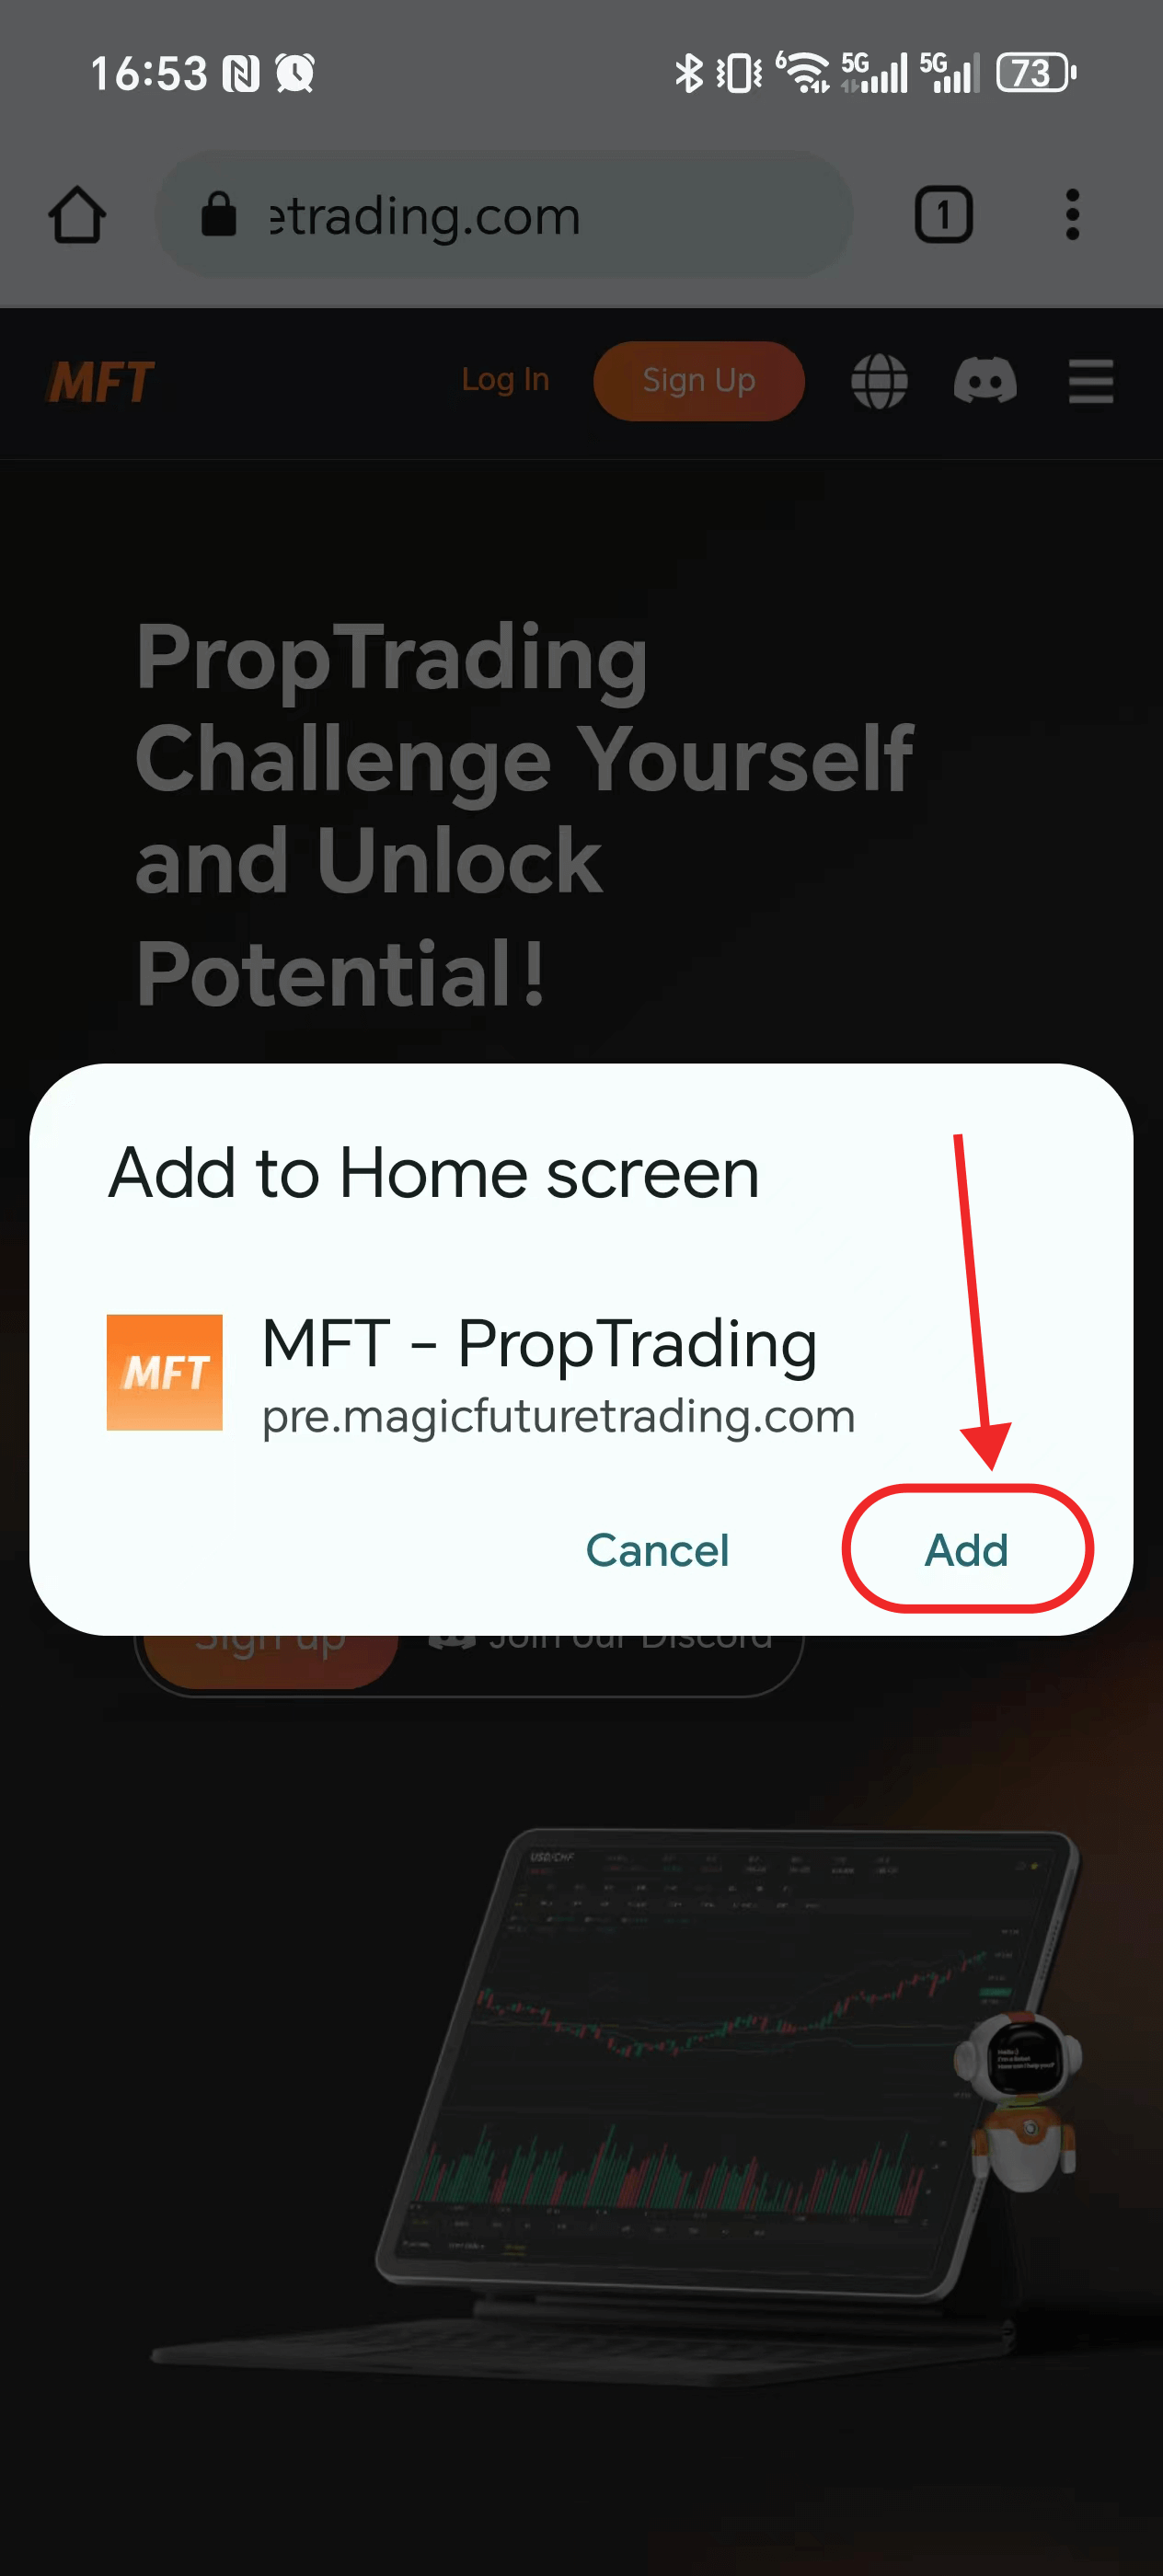 16:53
6 5G 5G 73
etrading.com
1
MFT
Log In
Sign Up
PropTrading
Challenge Yourself
and Unlock
Potential!
Add to Home screen
MFT
MFT - PropTrading
pre.magicfuturetrading.com
Cancel
Add
Sign up
Join our Discord
USD/CHF